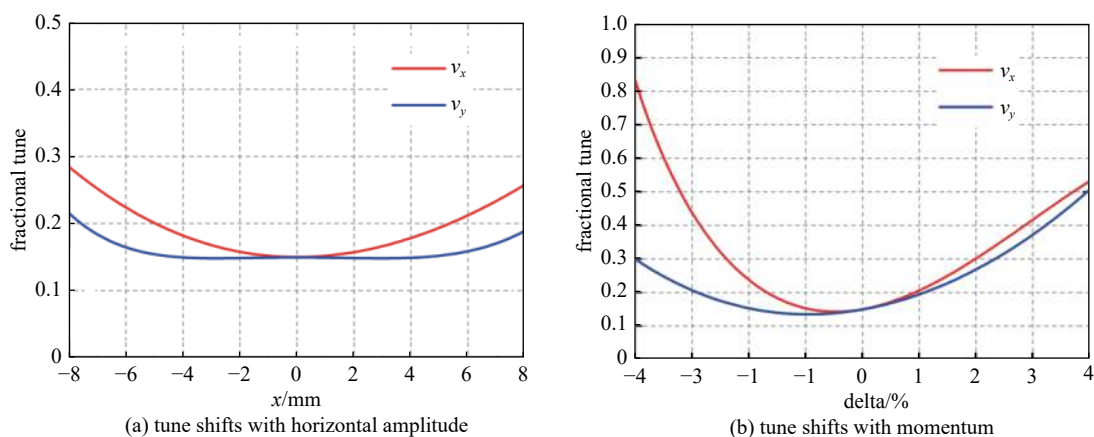 0.5
0.4
0.3
0.2
0.1
0
fractional tune
νx
νy
−8 −6 −4 −2 0 2 4 6 8
x/mm
(a) tune shifts with horizontal amplitude
1.0
0.9
0.8
0.7
0.6
0.5
0.4
0.3
0.2
0.1
0
fractional tune
νx
νy
−4 −3 −1 −1 0 1 2 3 4
delta/%
(b) tune shifts with momentum